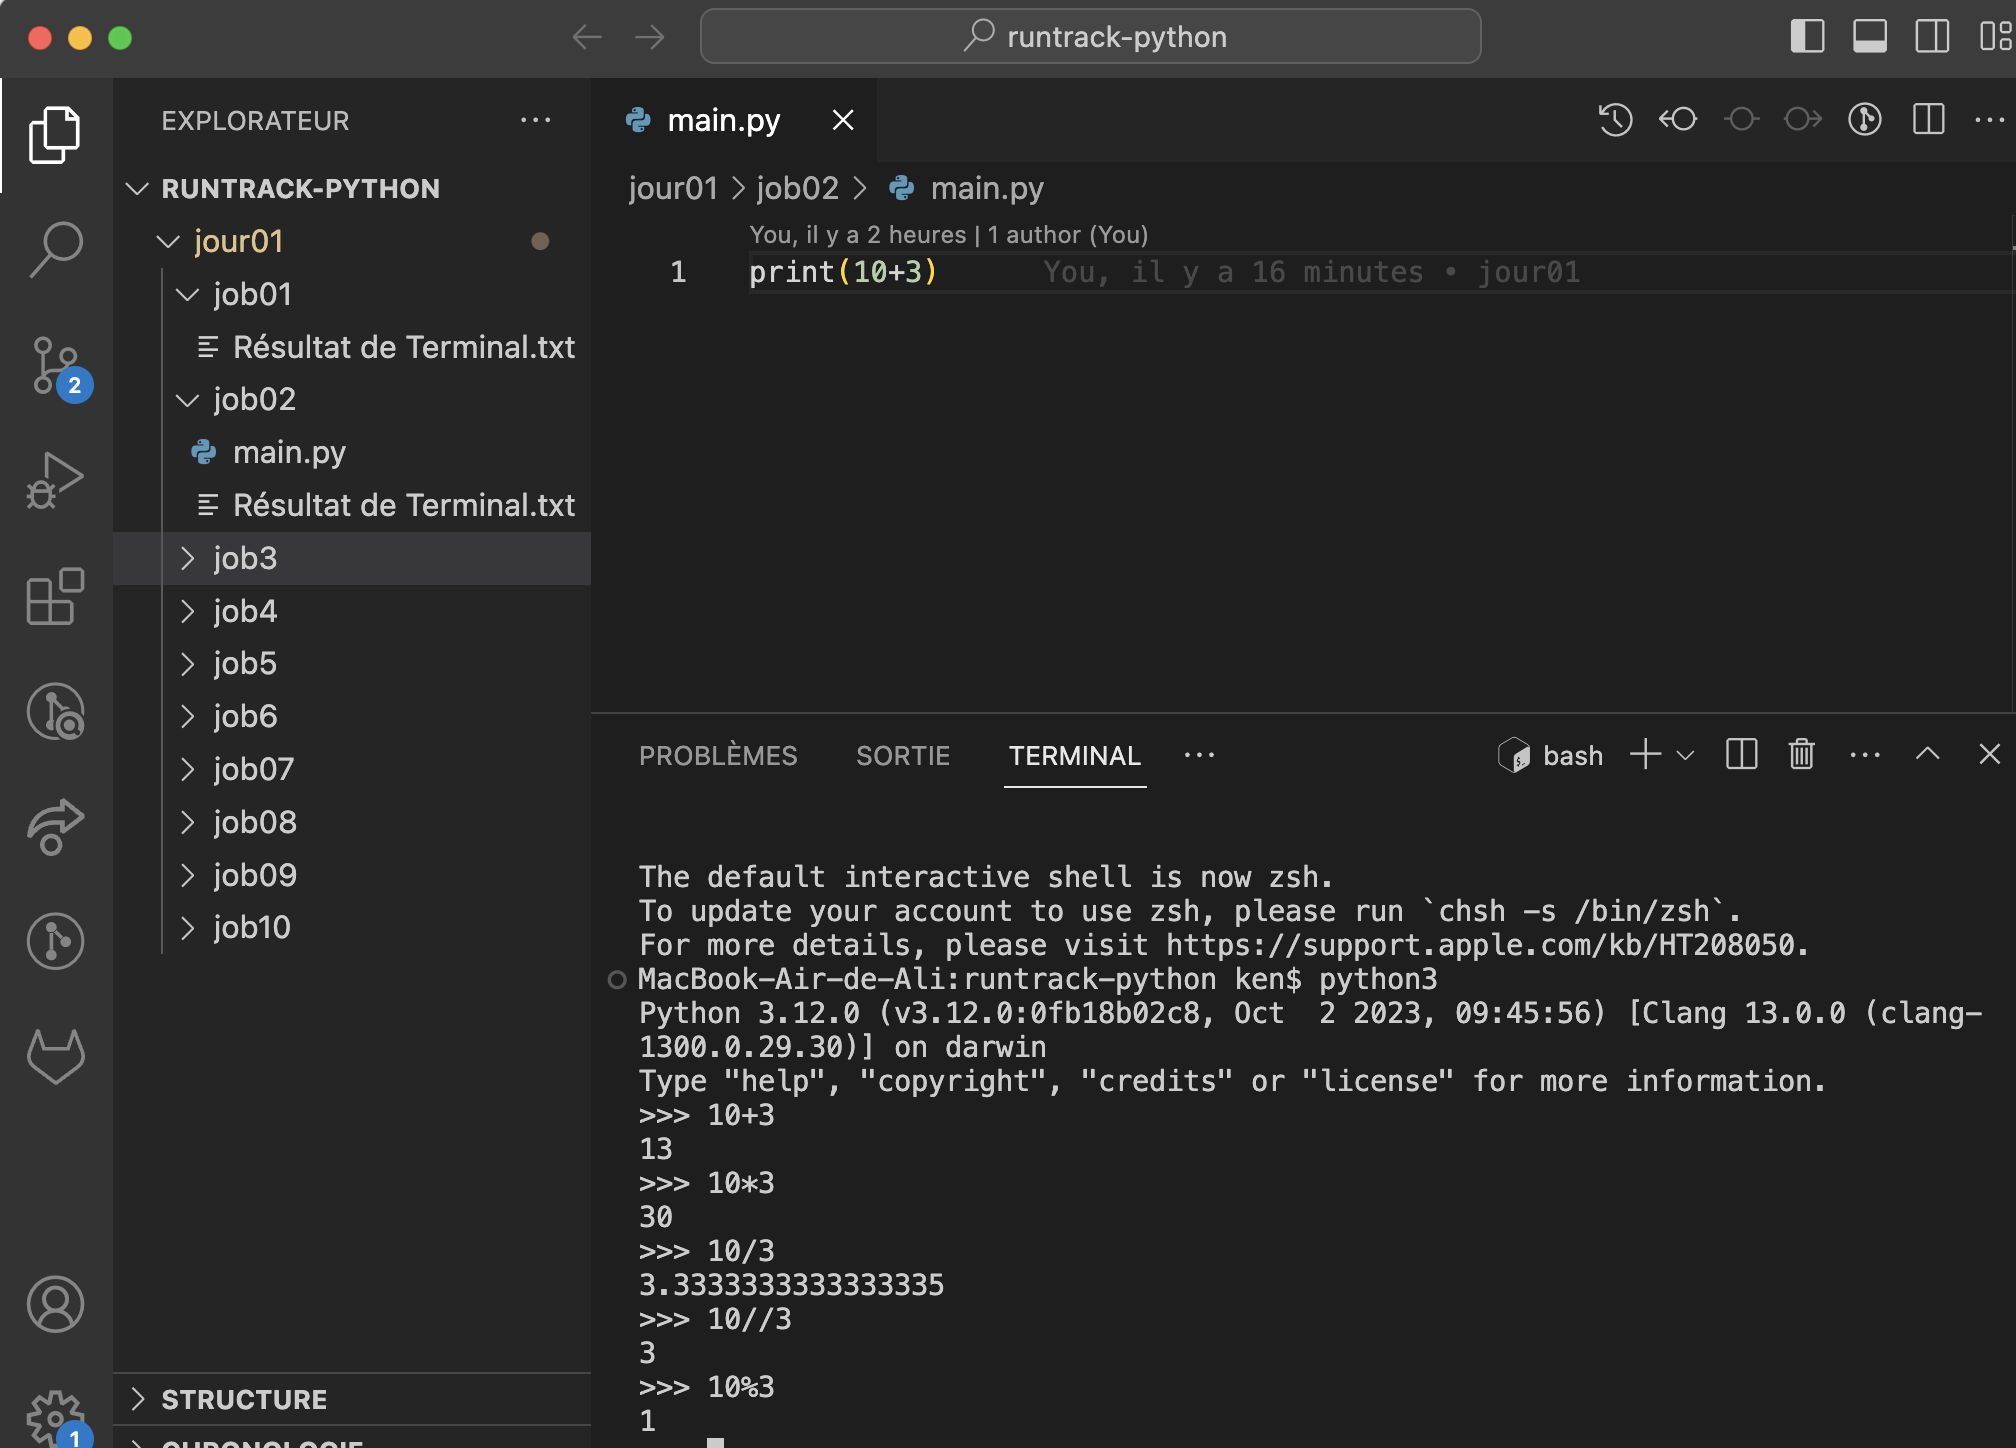 runtrack-python
EXPLORATEUR
RUNTRACK-PYTHON
jour01
job01
Résultat de Terminal.txt
job02
main.py
Résultat de Terminal.txt
job3
job4
job5
job6
job07
job08
job09
job10
STRUCTURE
CHRONOLOGIE
2
1
main.py
jour01 > job02 > main.py
You, il y a 2 heures | 1 author (You)
1 print(10+3) You, il y a 16 minutes • jour01
PROBLÈMES SORTIE TERMINAL
bash
The default interactive shell is now zsh.
To update your account to use zsh, please run `chsh -s /bin/zsh`.
For more details, please visit https://support.apple.com/kb/HT208050.
MacBook-Air-de-Ali:runtrack-python ken$ python3
Python 3.12.0 (v3.12.0:0fb18b02c8, Oct  2 2023, 09:45:56) [Clang 13.0.0 (clang-
1300.0.29.30)] on darwin
Type "help", "copyright", "credits" or "license" for more information.
>>> 10+3
13
>>> 10*3
30
>>> 10/3
3.3333333333333335
>>> 10//3
3
>>> 10%3
1